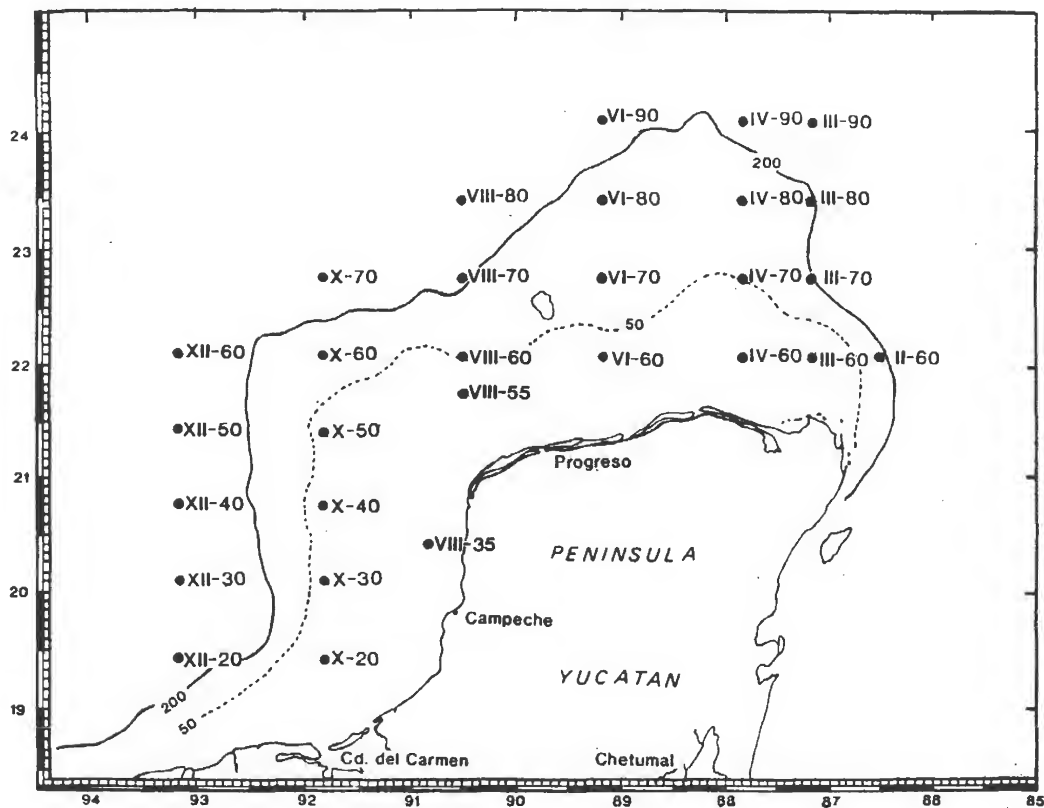 24
23
22
21
20
19
VI-90
IV-90
III-90
200
VIII-80
VI-80
IV-80
III-80
X-70
VIII-70
VI-70
IV-70
III-70
50
XII-60
X-60
VIII-60
VI-60
IV-60
III-60
II-60
VIII-55
XII-50
X-50
Progreso
XII-40
X-40
VIII-35
PENINSULA
XII-30
X-30
Campeche
XII-20
X-20
YUCATAN
200
50
Cd. del Carmen
Chetumal
94 92 91 90 89 88 87 88 85